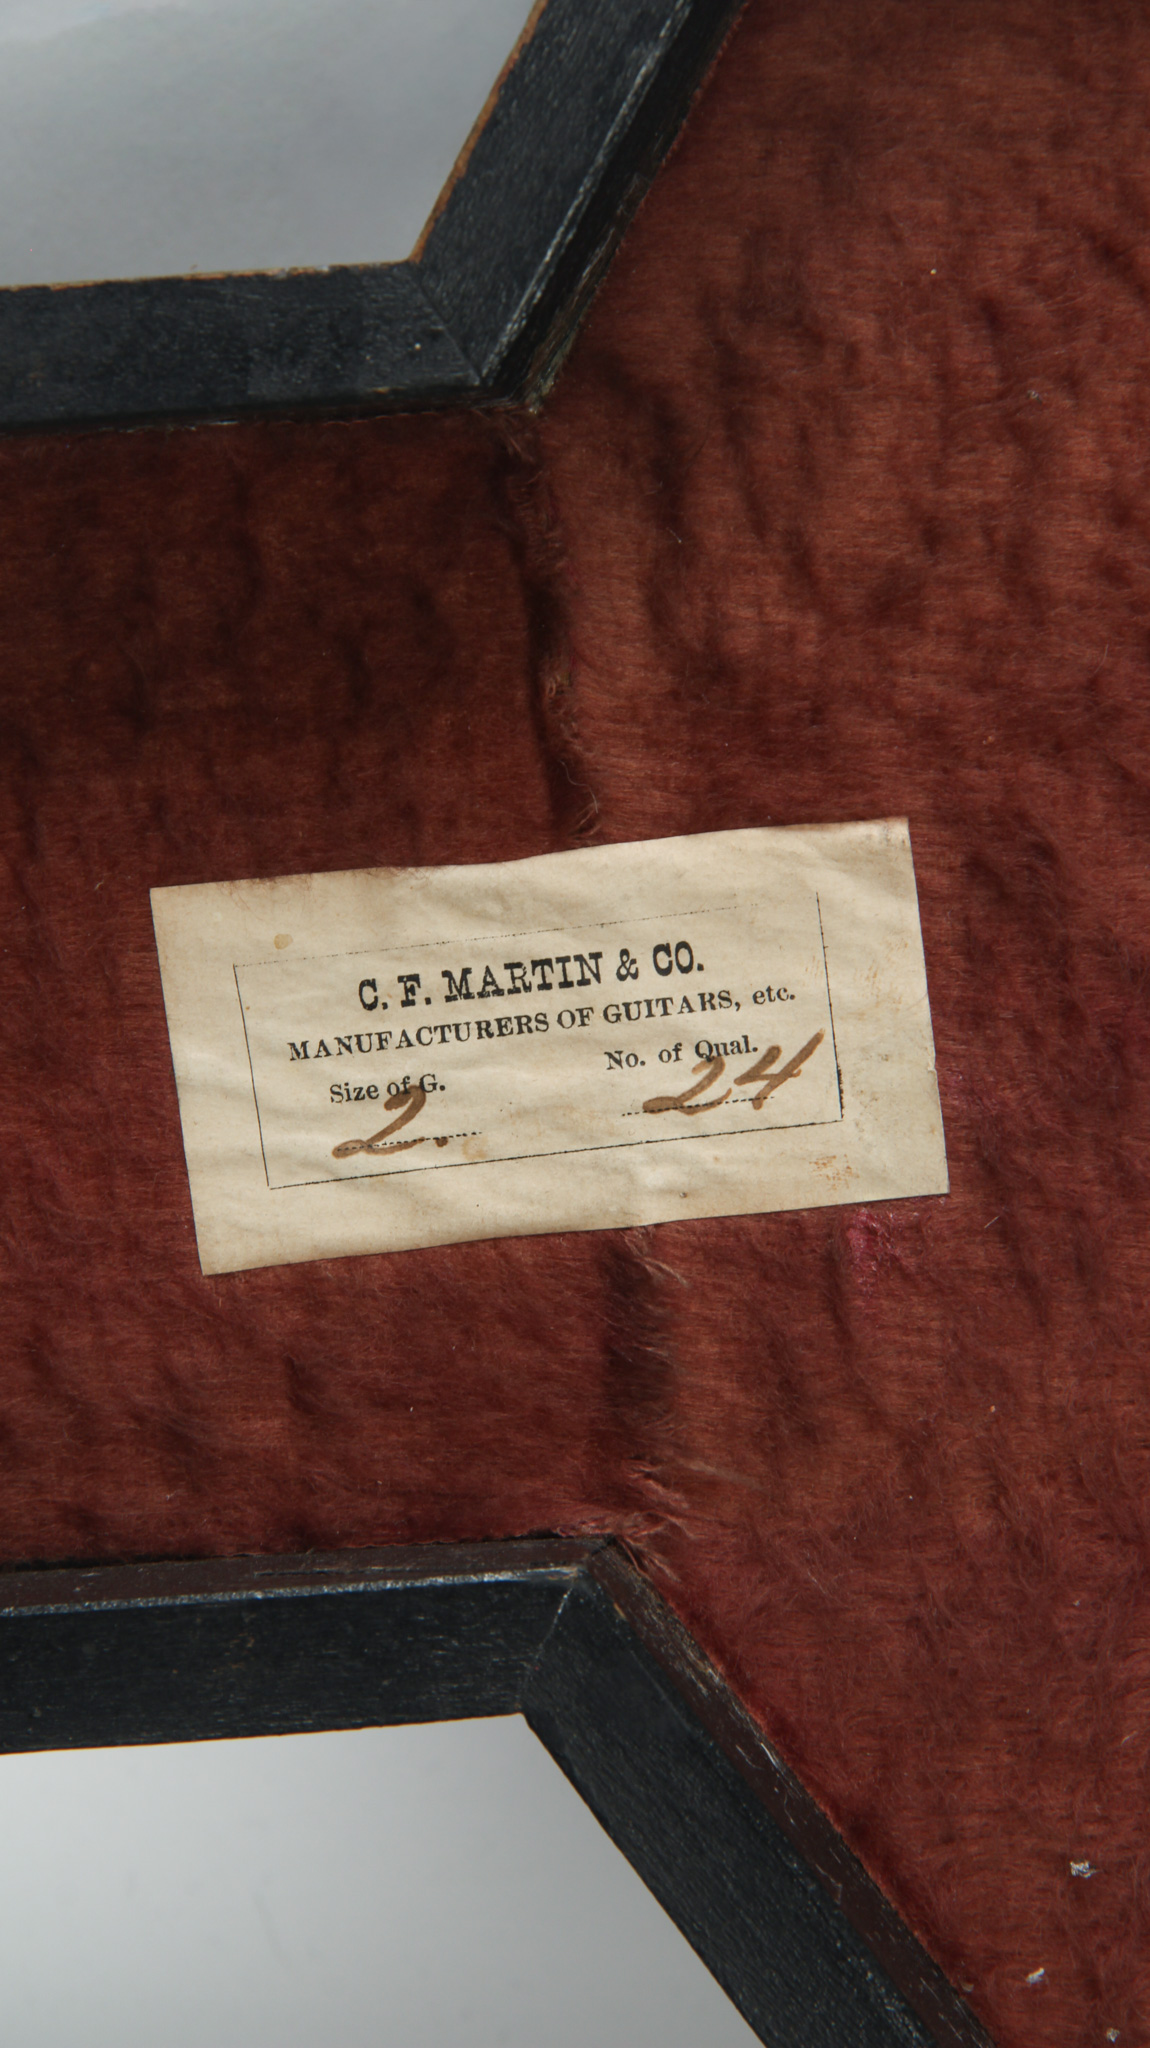 C. F. MARTIN & CO.
MANUFACTURERS OF GUITARS, etc.
Size of G. No. of Qual.
2. 24